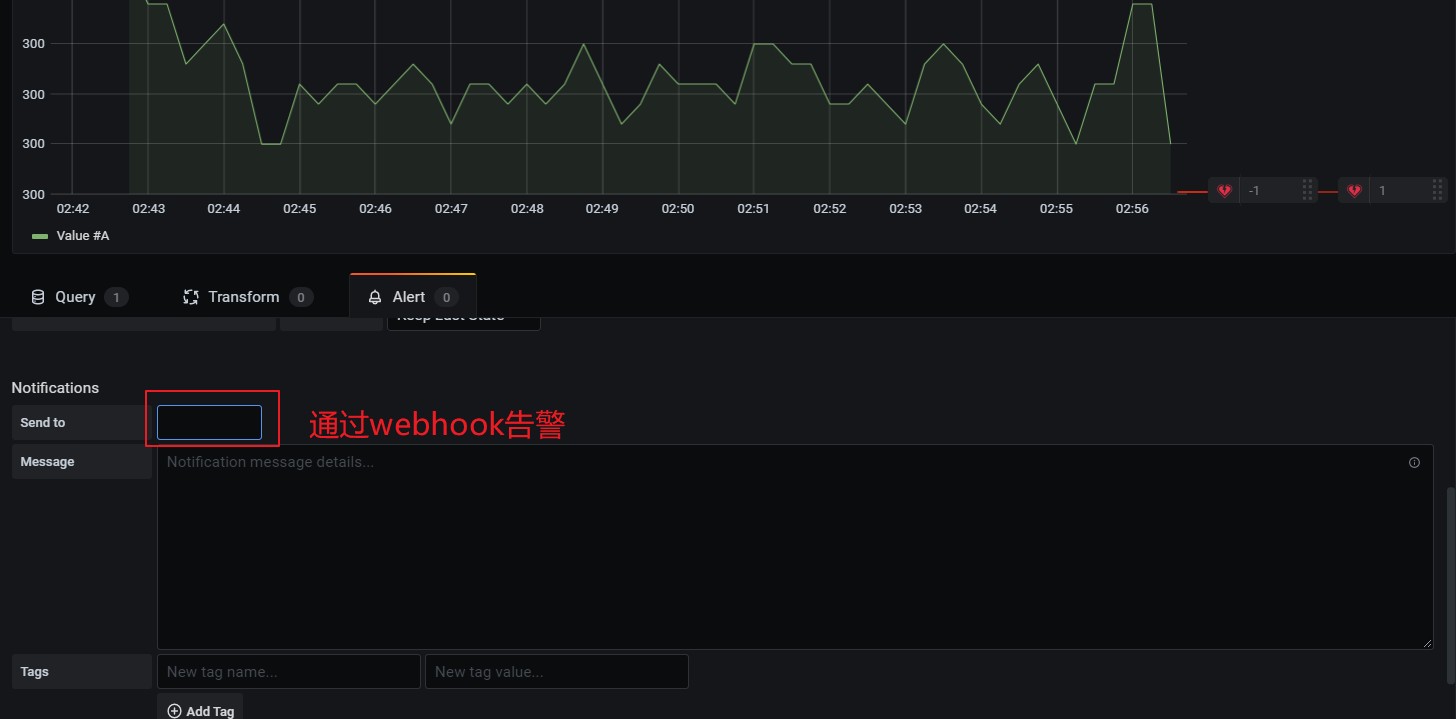 300
300
300
300
-1
1
02:42 02:43 02:44 02:45 02:46 02:47 02:48 02:49 02:50 02:51 02:52 02:53 02:54 02:55 02:56
Value #A
Query 1 Transform 0 Alert 0
Keep Last State
Notifications
Send to
通过webhook告警
Message
Notification message details...
Tags
New tag name...
New tag value...
Add Tag